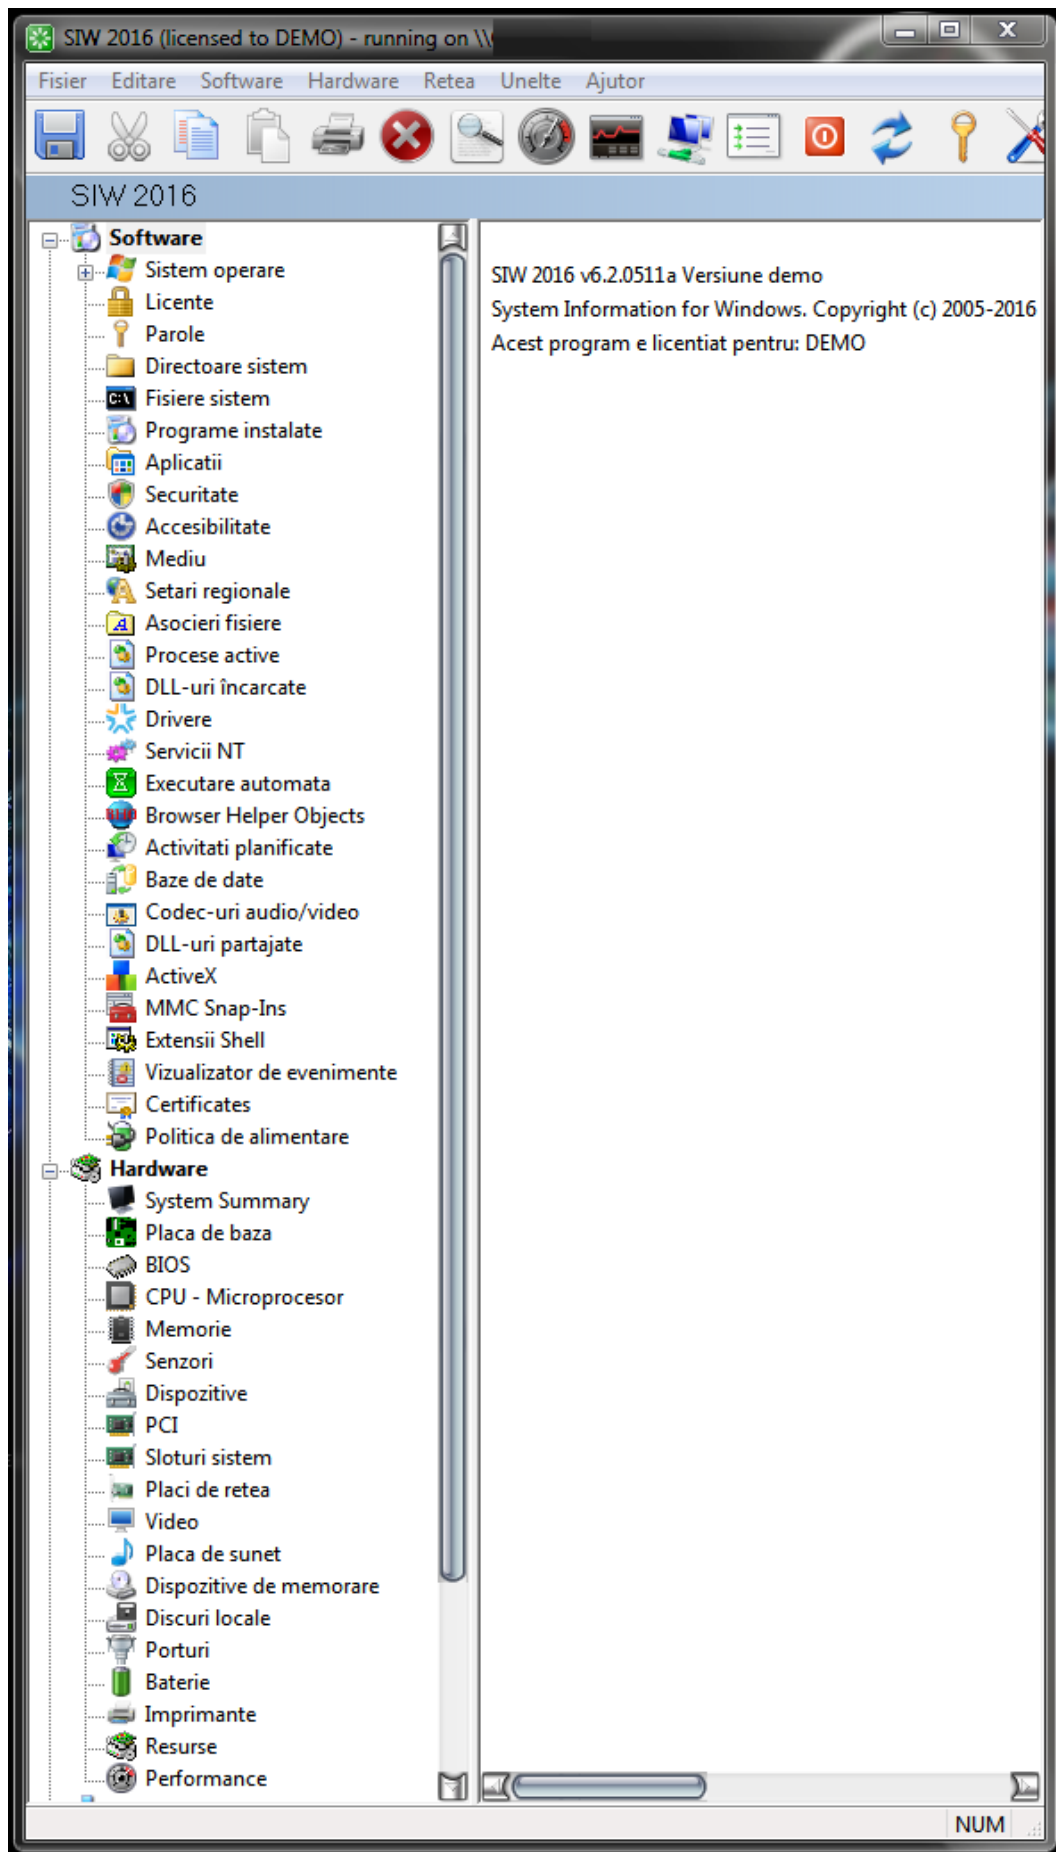 SIW 2016 (licensed to DEMO) - running on \\
Fisier Editare Software Hardware Retea Unelte Ajutor
SIW 2016
Software
Sistem operare
Licente
Parole
Directoare sistem
Fisiere sistem
Programe instalate
Aplicatii
Securitate
Accesibilitate
Mediu
Setari regionale
Asocieri fisiere
Procese active
DLL-uri încarcate
Drivere
Servicii NT
Executare automata
Browser Helper Objects
Activitati planificate
Baze de date
Codec-uri audio/video
DLL-uri partajate
ActiveX
MMC Snap-Ins
Extensii Shell
Vizualizator de evenimente
Certificates
Politica de alimentare
Hardware
System Summary
Placa de baza
BIOS
CPU - Microprocesor
Memorie
Senzori
Dispozitive
PCI
Sloturi sistem
Placi de retea
Video
Placa de sunet
Dispozitive de memorare
Discuri locale
Porturi
Baterie
Imprimante
Resurse
Performance
SIW 2016 v6.2.0511a Versiune demo
System Information for Windows. Copyright (c) 2005-2016
Acest program e licentiat pentru: DEMO
NUM